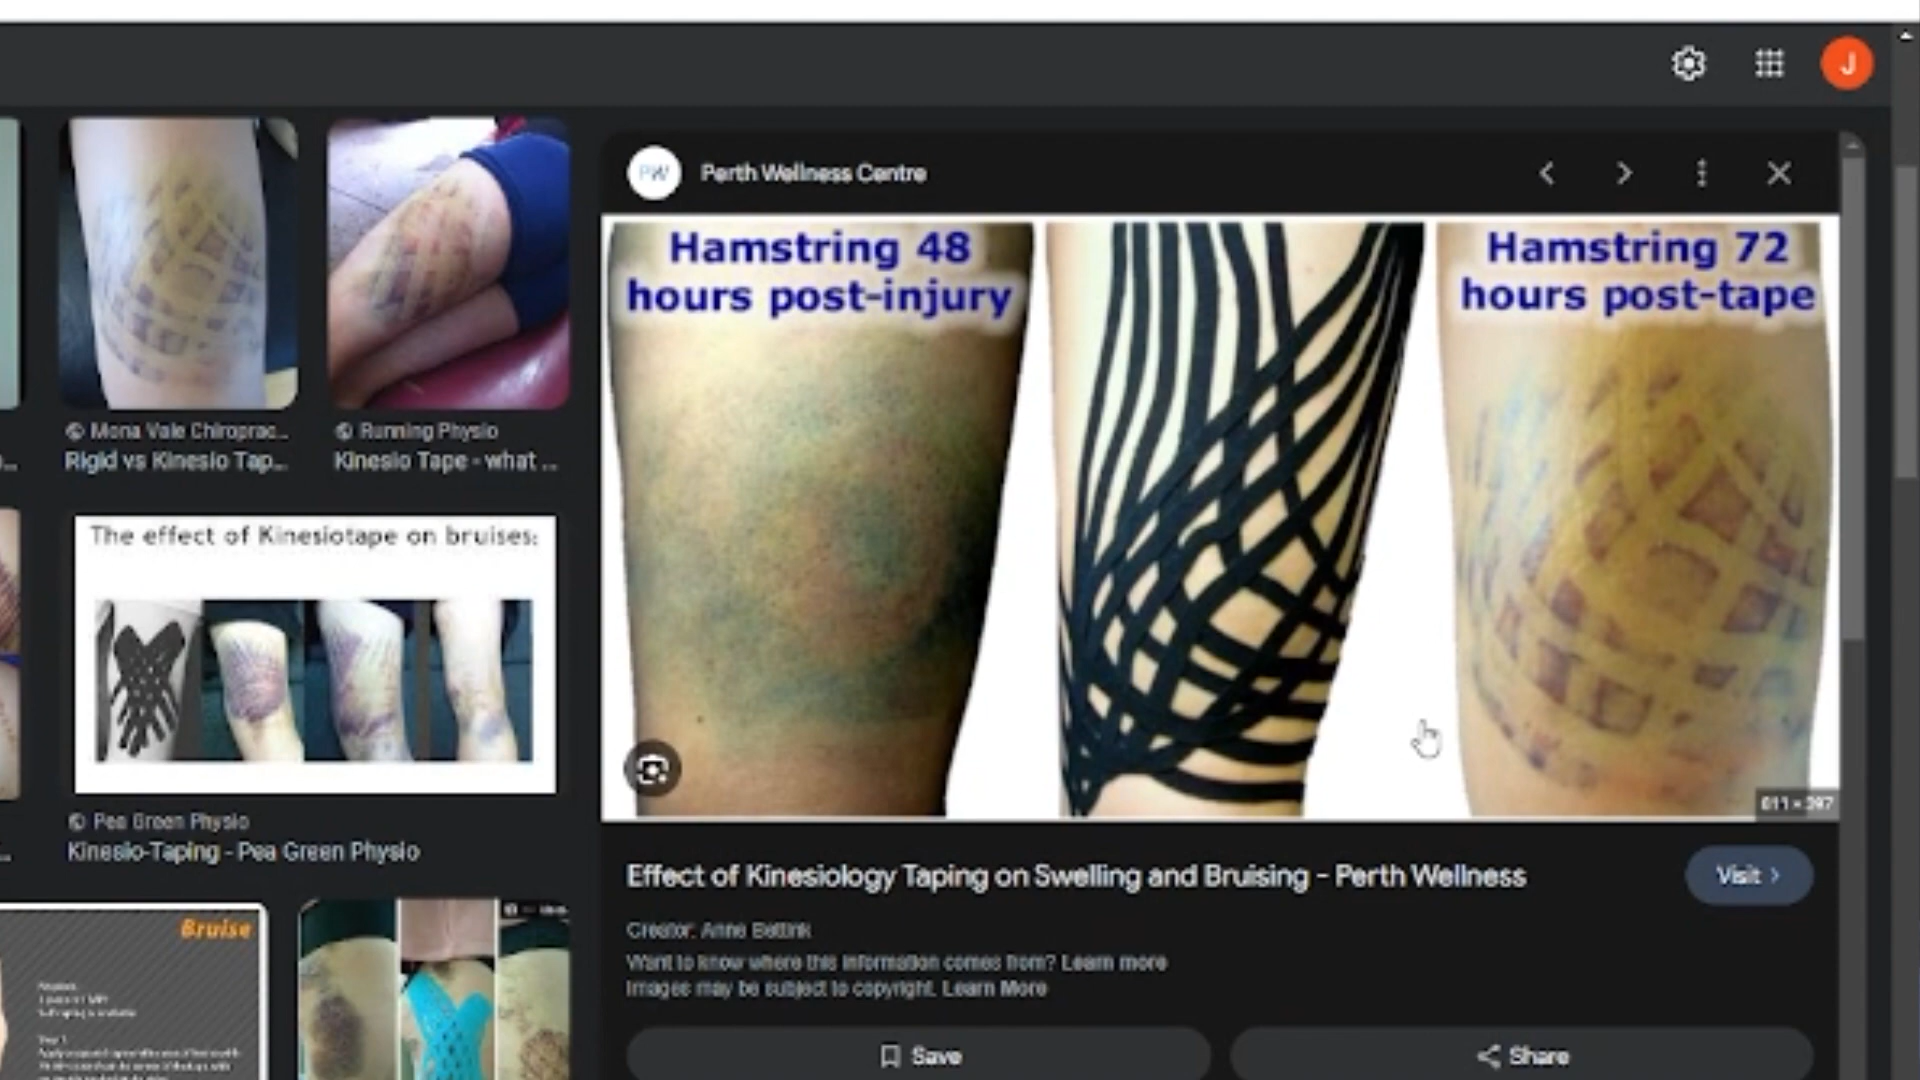 J
PW
Perth Wellness Centre
Hamstring 48
hours post-injury
Hamstring 72
hours post-tape
811 × 397
Mona Vale Chiroprac...
Rigid vs Kinesio Tap...
Running Physio
Kinesio Tape - what ...
The effect of Kinesiotape on bruises:
Pea Green Physio
Kinesio-Taping - Pea Green Physio
Bruise
Effect of Kinesiology Taping on Swelling and Bruising - Perth Wellness
Visit
Creator: Anne Bettink
Want to know where this information comes from? Learn more
Images may be subject to copyright. Learn More
Save
Share